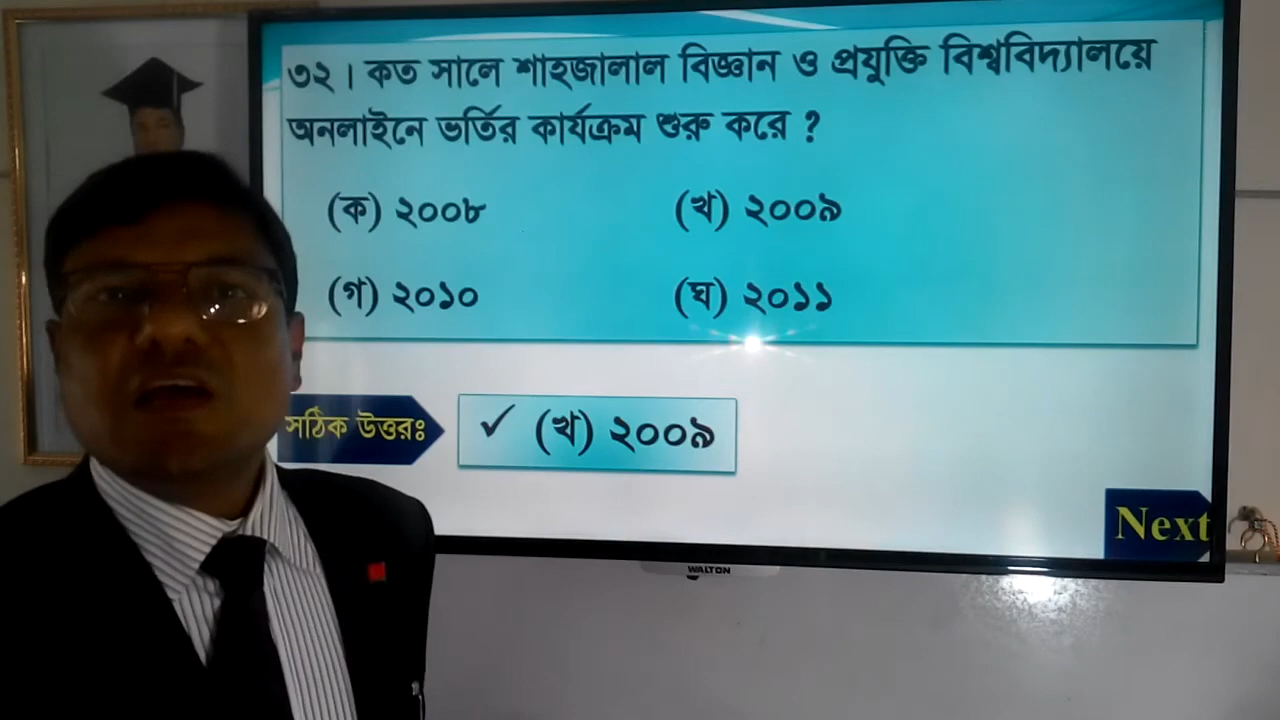 ৩২। কত সালে শাহজালাল বিজ্ঞান ও প্রযুক্তি বিশ্ববিদ্যালয়ে
অনলাইনে ভর্তির কার্যক্রম শুরু করে ?
(ক) ২০০৮ (খ) ২০০৯
(গ) ২০১০ (ঘ) ২০১১
সঠিক উত্তরঃ ✓ (খ) ২০০৯
Next
WALTON